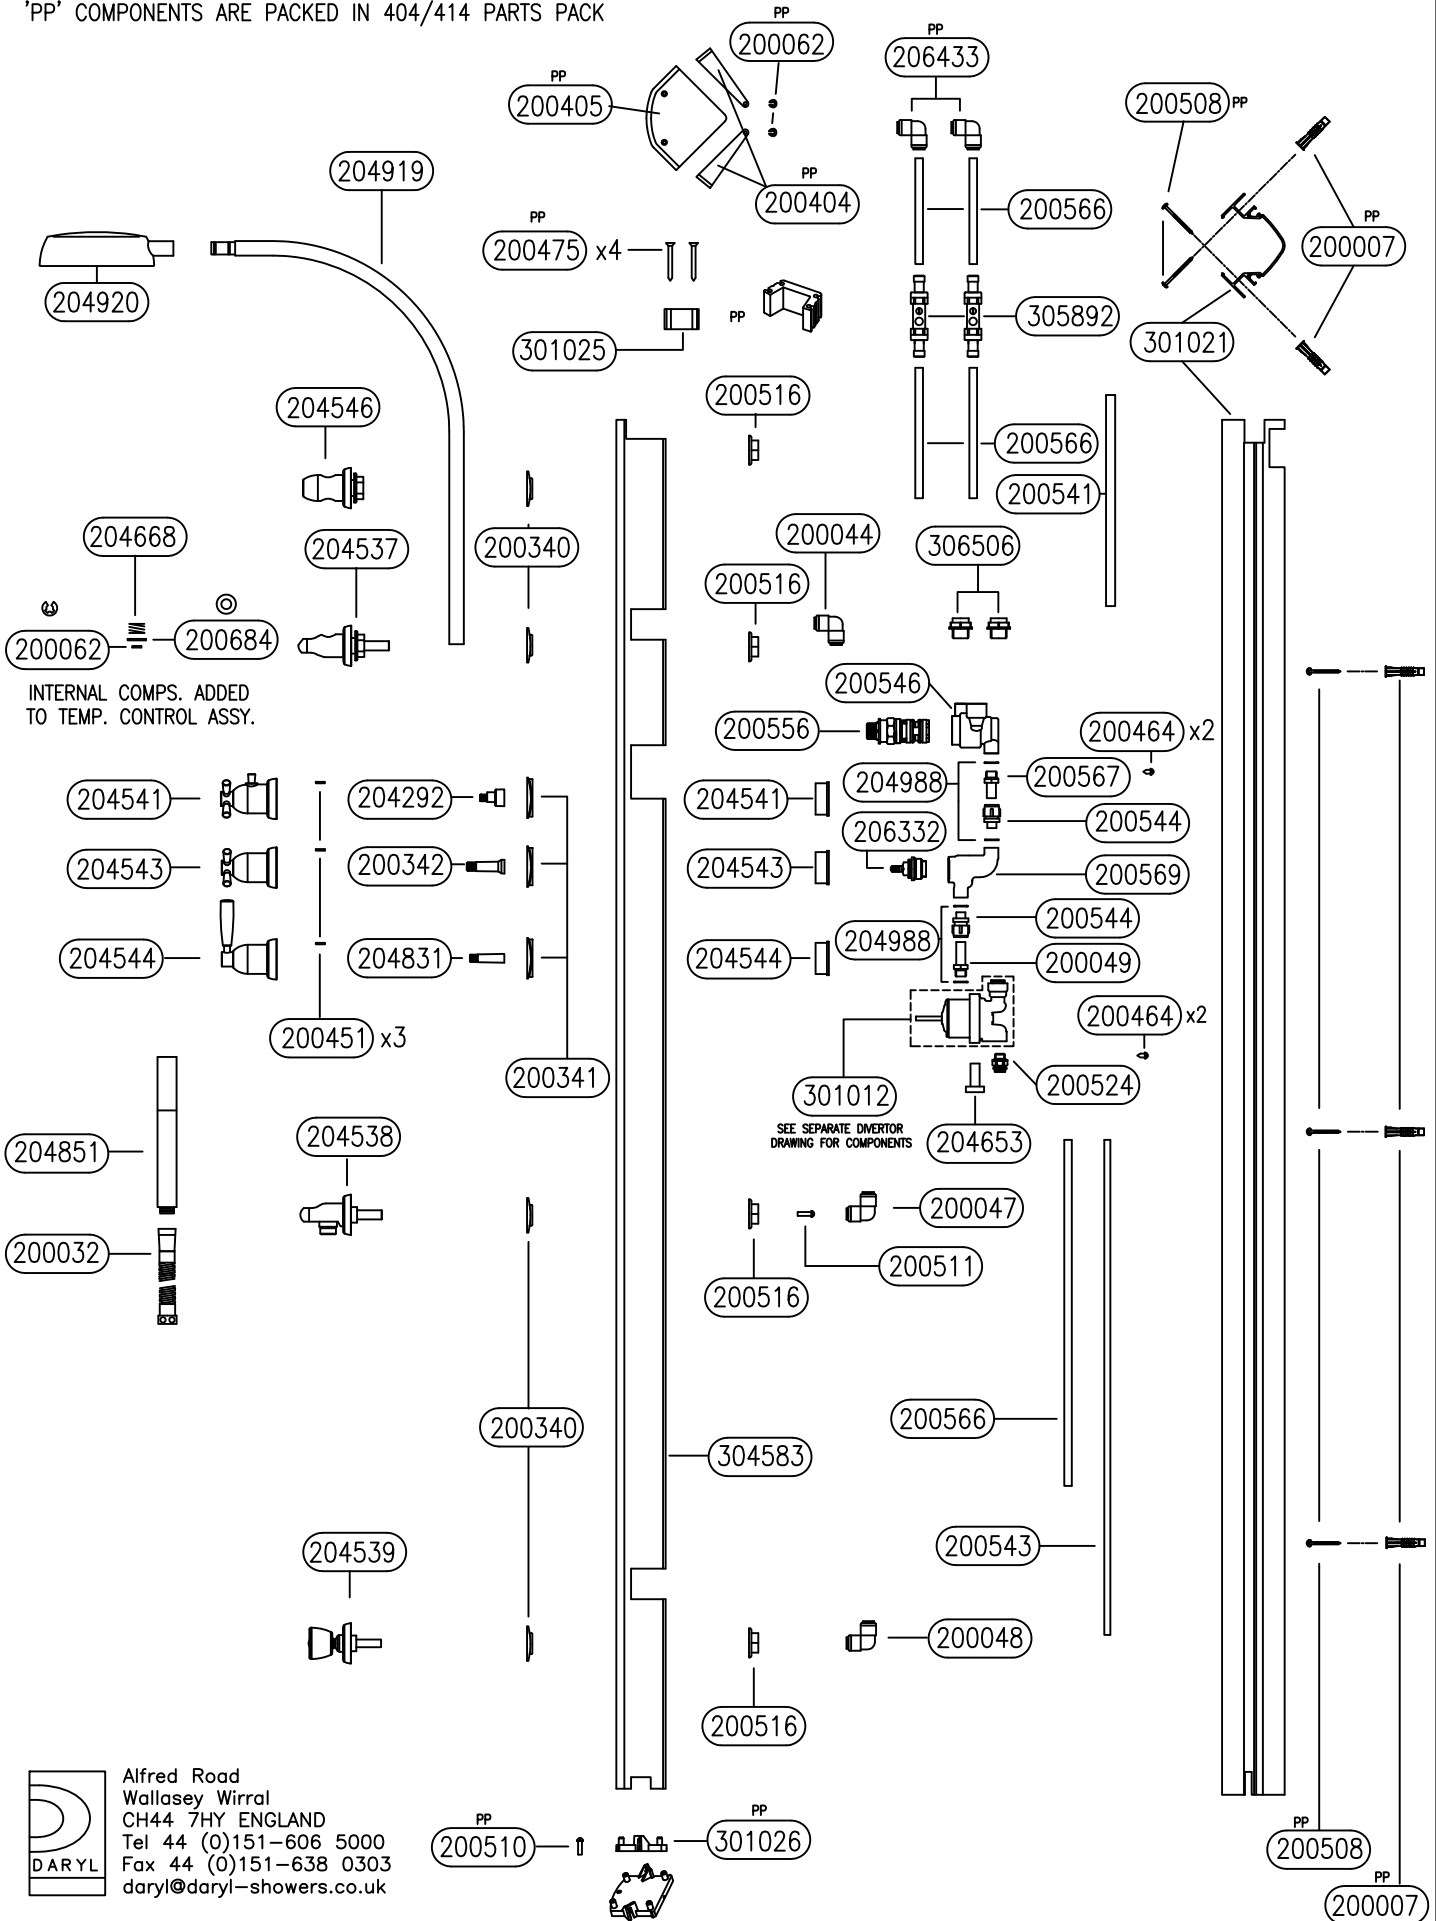 'PP' COMPONENTS ARE PACKED IN 404/414 PARTS PACK
PP
200062
PP
206433
PP
200405
200508 PP
204919
PP
200404
200566
PP
200475 x4
PP
200007
204920
PP
301025
305892
301021
204546
200516
200566
200541
204668
204537
200340
200044
306506
200516
200062
200684
INTERNAL COMPS. ADDED
TO TEMP. CONTROL ASSY.
200546
200556
200464 x2
204541
204292
204541
204988
200567
206332
200544
204543
200342
204543
200569
200544
204544
204831
204544
204988
200049
200451 x3
200464 x2
200341
301012
200524
SEE SEPARATE DIVERTOR
DRAWING FOR COMPONENTS
204653
204851
204538
200047
200032
200511
200516
200566
200340
304583
204539
200543
200048
200516
DARYL
Alfred Road
Wallasey Wirral
CH44 7HY ENGLAND
Tel 44 (0)151-606 5000
Fax 44 (0)151-638 0303
daryl@daryl-showers.co.uk
PP
200510
PP
301026
PP
200508
PP
200007